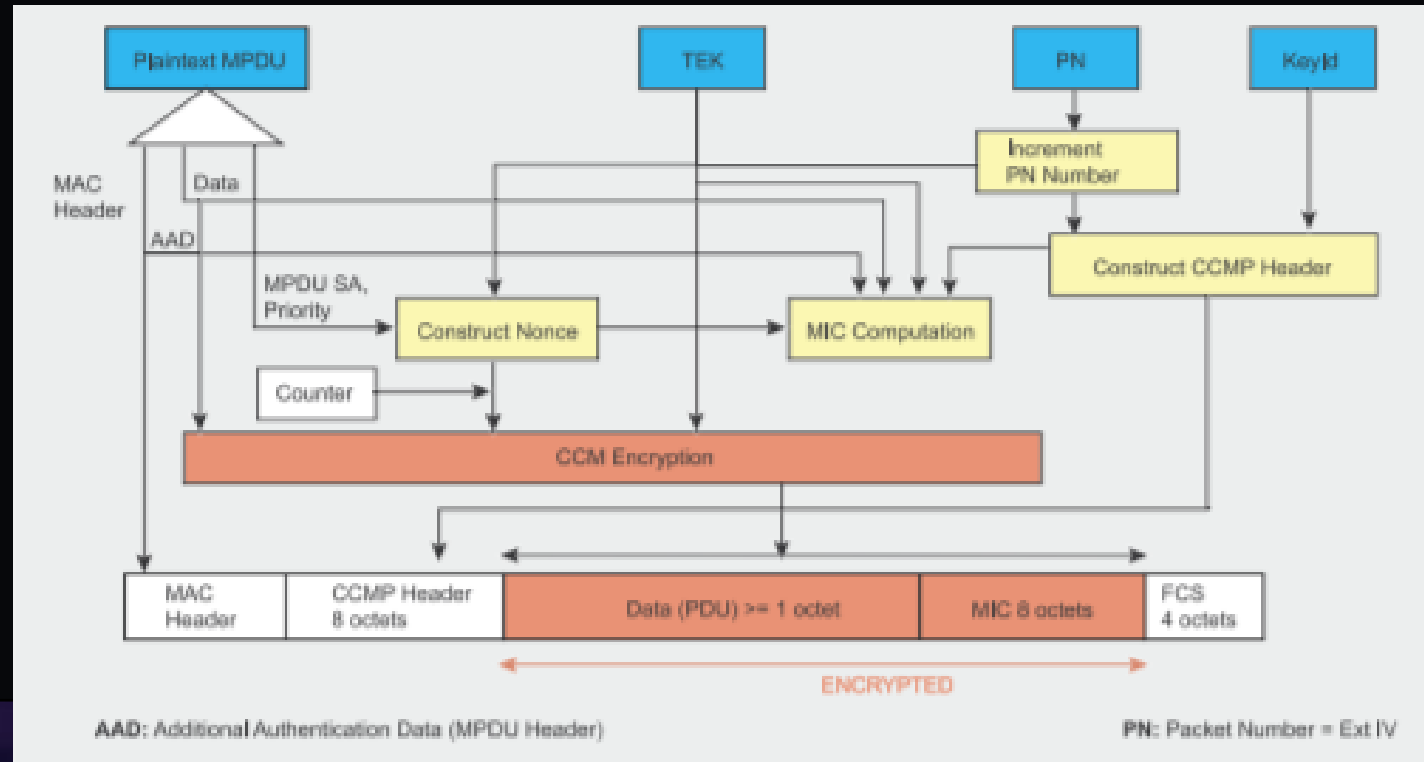 Plaintext MPDU
TEK
PN
KeyId
Increment
PN Number
MAC
Header
Data
AAD
Construct CCMP Header
MPDU SA,
Priority
Construct Nonce
MIC Computation
Counter
CCM Encryption
MAC
Header
CCMP Header
8 octets
Data (PDU) >= 1 octet
MIC 8 octets
FCS
4 octets
ENCRYPTED
AAD: Additional Authentication Data (MPDU Header)
PN: Packet Number = Ext IV